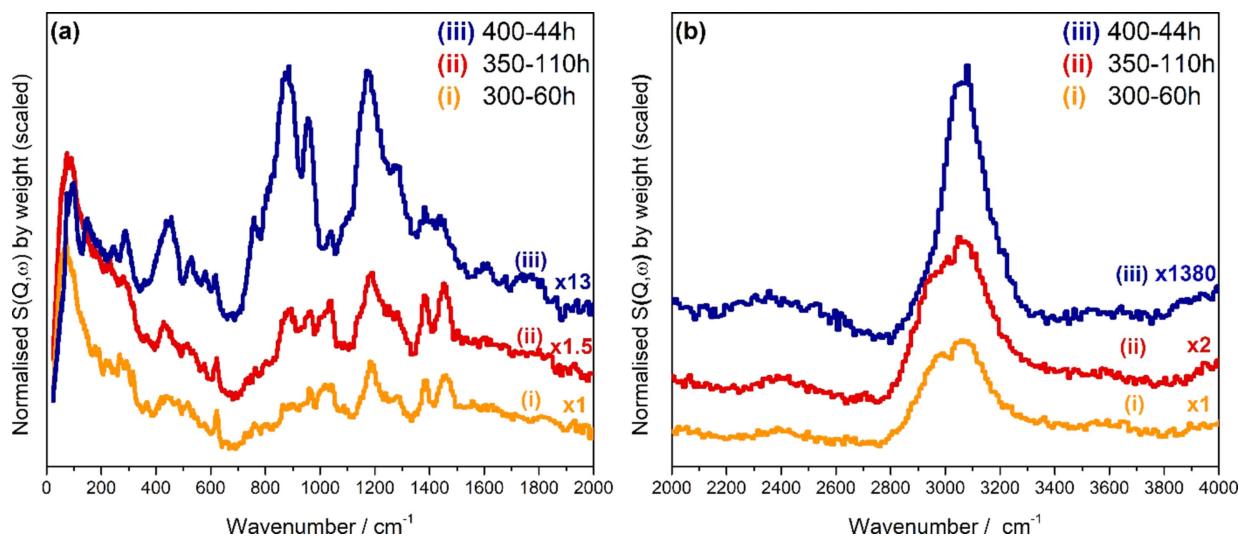 (a)
(iii) 400-44h
(ii) 350-110h
(i) 300-60h
Normalised S(Q,ω) by weight (scaled)
(iii)
x13
(ii)
x1.5
(i)
x1
0 200 400 600 800 1000 1200 1400 1600 1800 2000
Wavenumber / cm⁻¹
(b)
(iii) 400-44h
(ii) 350-110h
(i) 300-60h
Normalised S(Q,ω) by weight (scaled)
(iii) x1380
(ii) x2
(i) x1
2000 2200 2400 2600 2800 3000 3200 3400 3600 3800 4000
Wavenumber / cm⁻¹